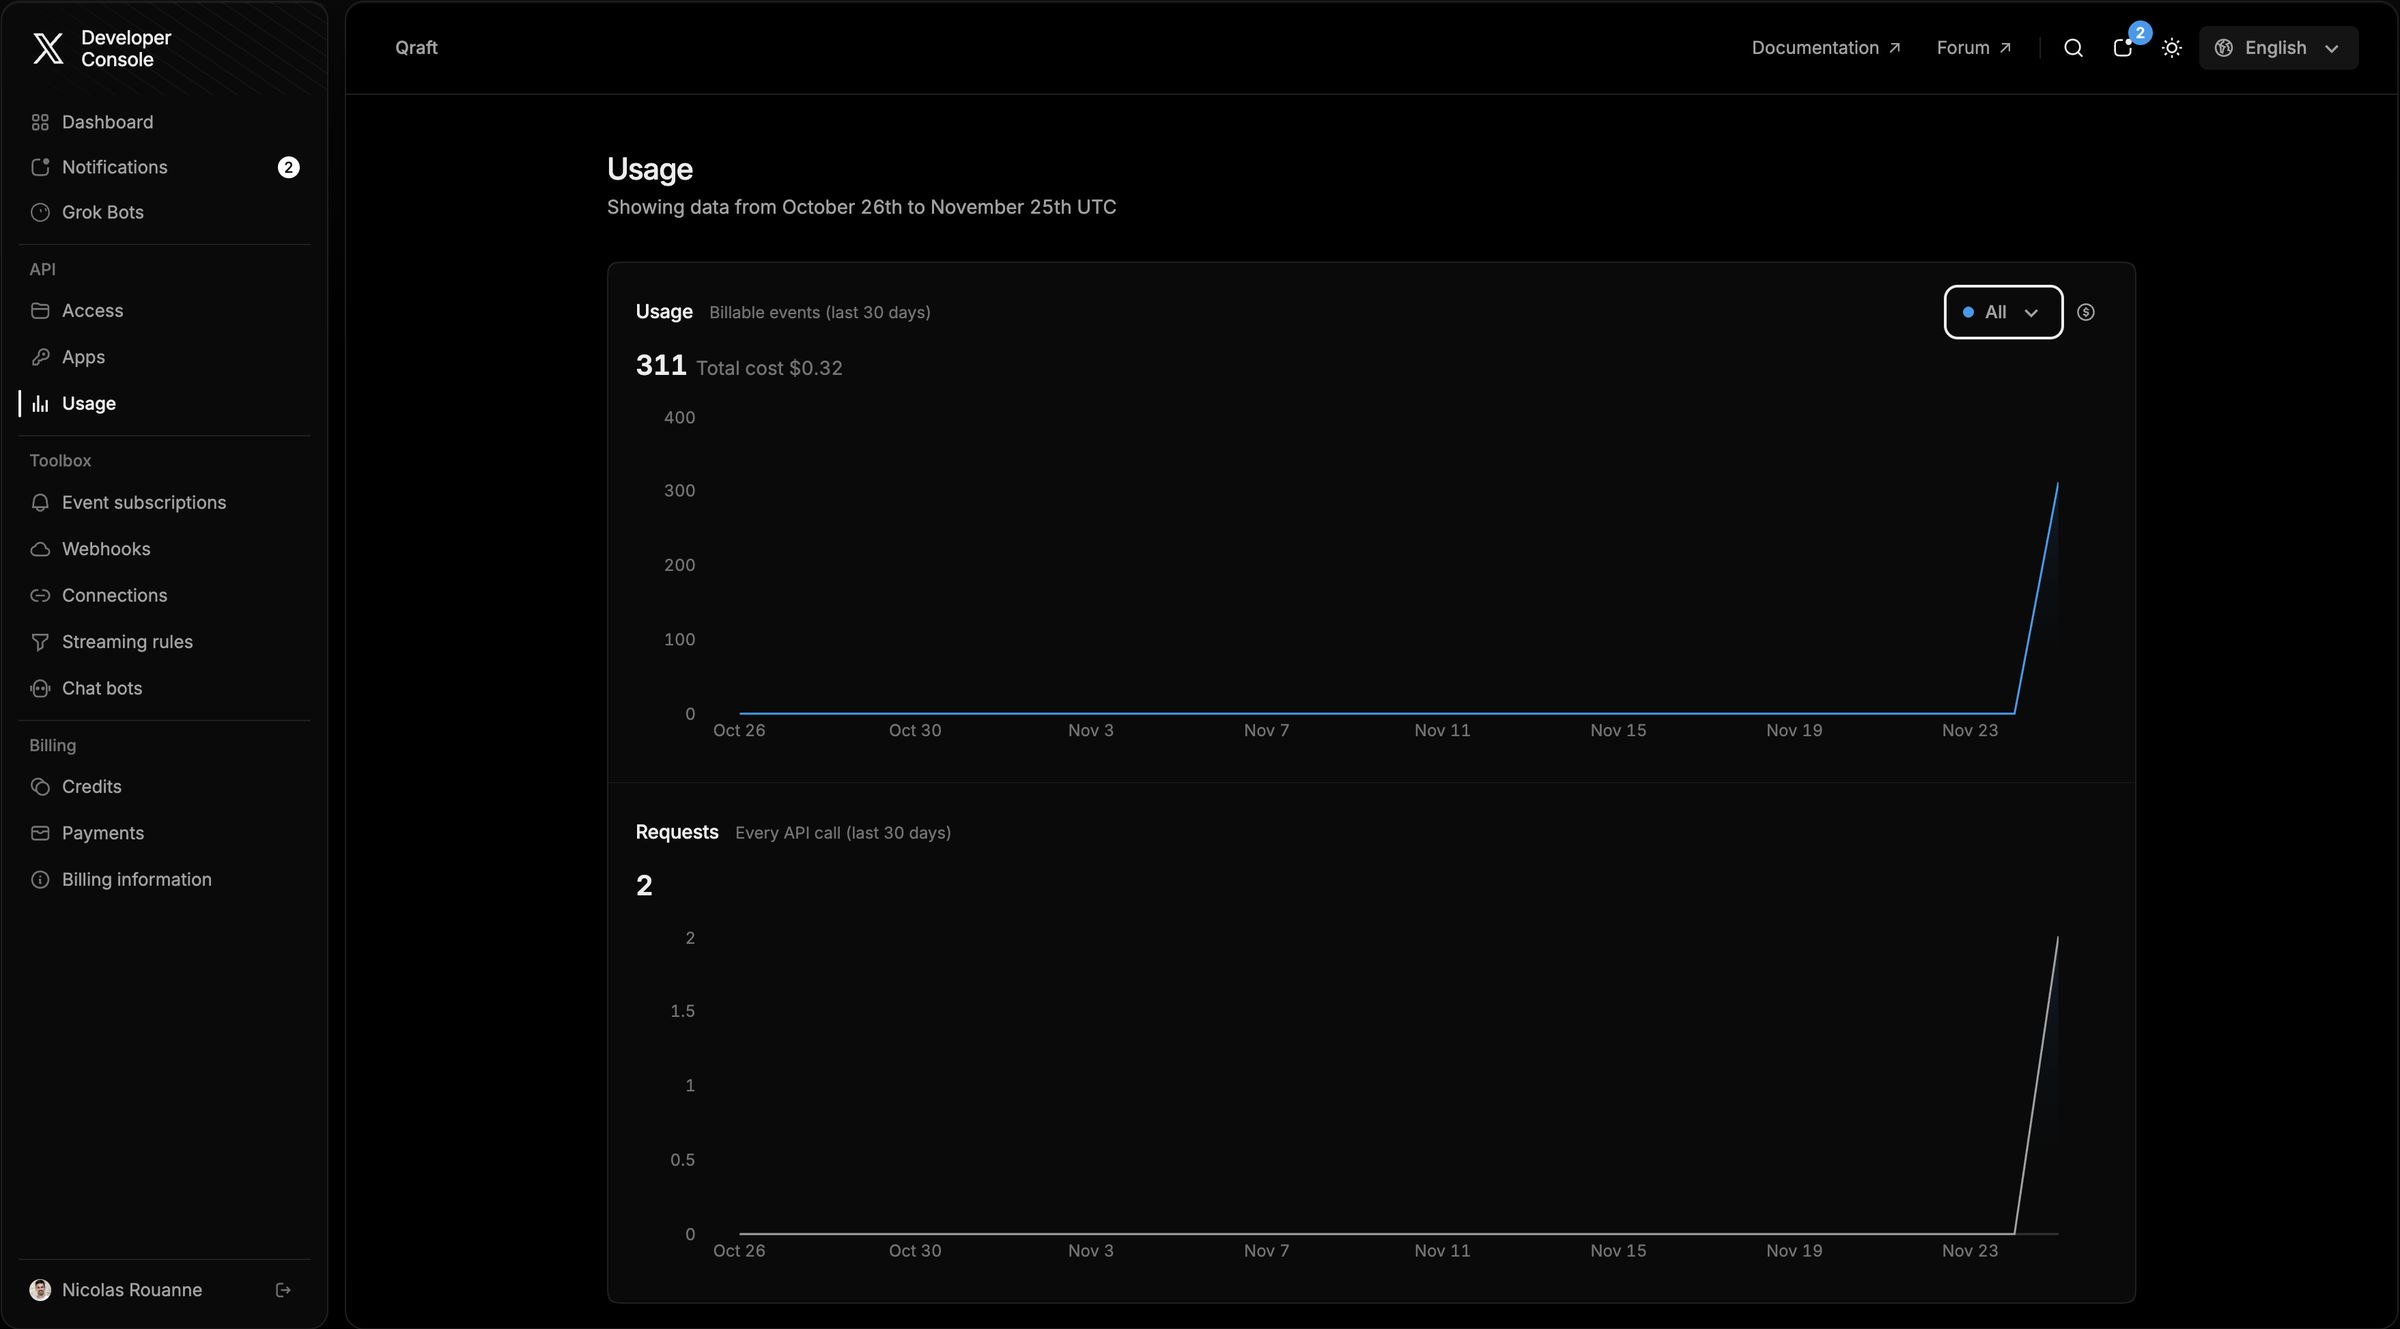 Developer
Console
Dashboard
Notifications 2
Grok Bots
API
Access
Apps
Usage
Toolbox
Event subscriptions
Webhooks
Connections
Streaming rules
Chat bots
Billing
Credits
Payments
Billing information
Nicolas Rouanne
Qraft
Documentation
Forum
2
English
Usage
Showing data from October 26th to November 25th UTC
Usage Billable events (last 30 days)
All
311 Total cost $0.32
400
300
200
100
0
Oct 26 Oct 30 Nov 3 Nov 7 Nov 11 Nov 15 Nov 19 Nov 23
Requests Every API call (last 30 days)
2
2
1.5
1
0.5
0
Oct 26 Oct 30 Nov 3 Nov 7 Nov 11 Nov 15 Nov 19 Nov 23